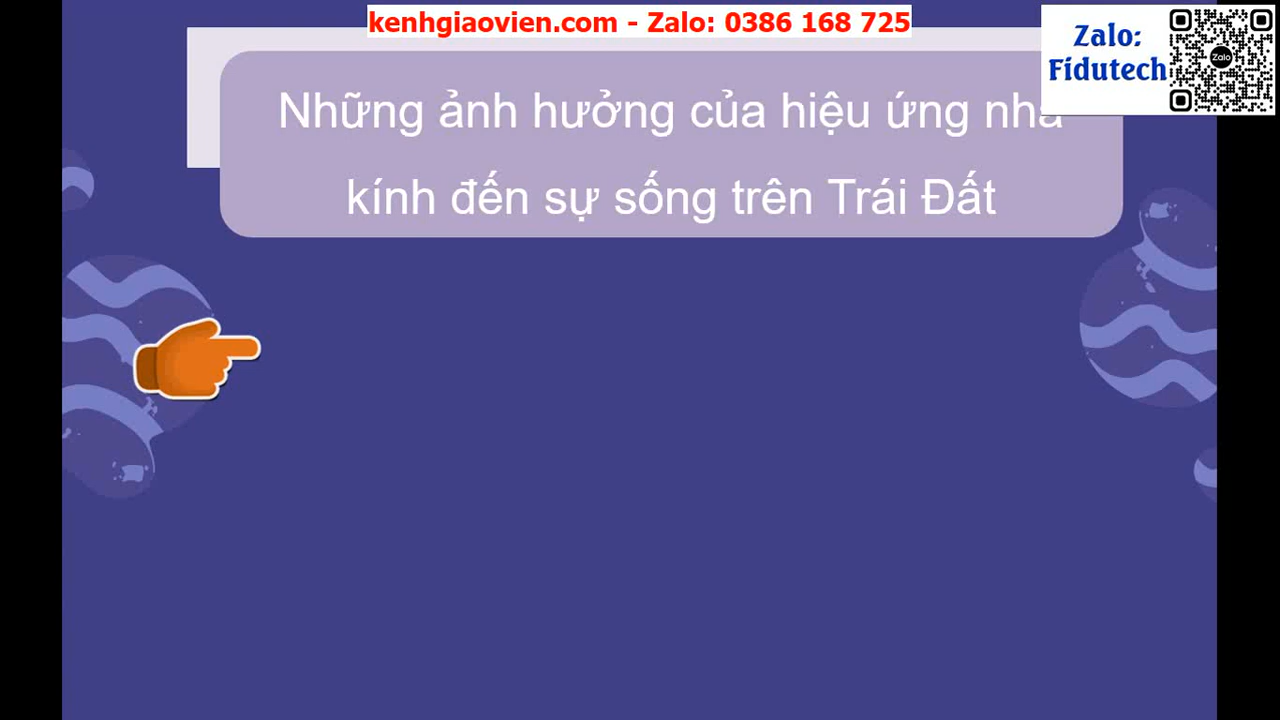 kenhgiaovien.com - Zalo: 0386 168 725
Zalo:
Fidutech
Zalo
Những ảnh hưởng của hiệu ứng nhà
kính đến sự sống trên Trái Đất